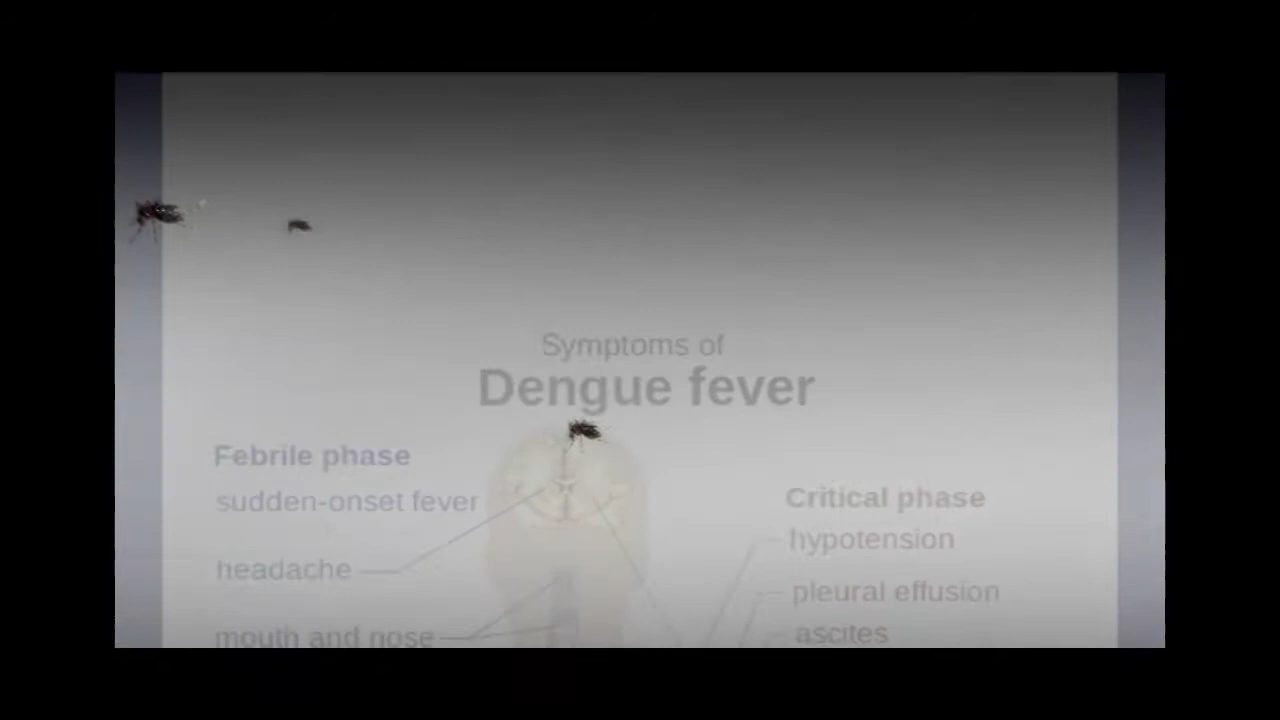 Symptoms of
Dengue fever
Febrile phase
sudden-onset fever
headache
mouth and nose
Critical phase
hypotension
pleural effusion
ascites